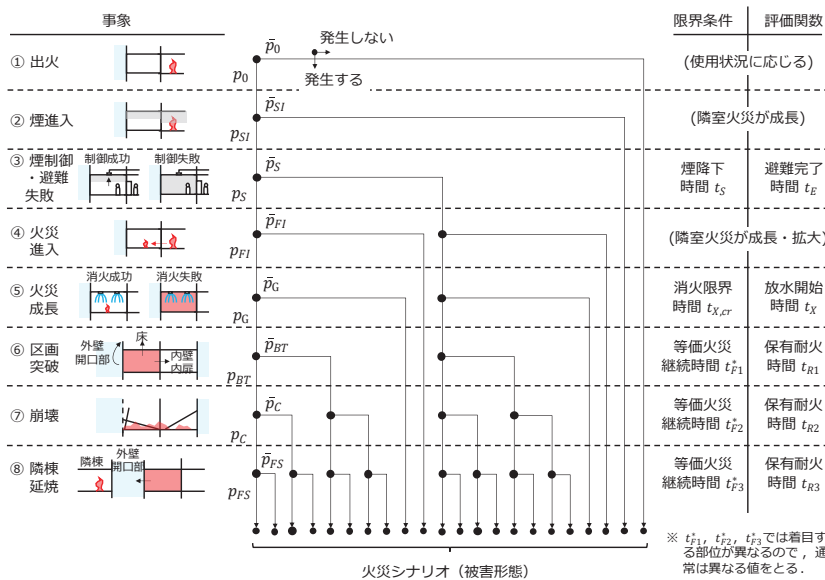 事象
限界条件 評価関数
① 出火
p̄0
発生しない
発生する
p0
(使用状況に応じる)
② 煙進入
p̄SI
pSI
(隣室火災が成長)
③ 煙制御
・避難
失敗
制御成功 制御失敗
p̄S
pS
煙降下
時間 tS
避難完了
時間 tE
④ 火災
進入
p̄FI
pFI
(隣室火災が成長・拡大)
⑤ 火災
成長
消火成功 消火失敗
p̄G
pG
消火限界
時間 tX,cr
放水開始
時間 tX
⑥ 区画
突破
外壁
開口部
床
内壁
内扉
p̄BT
pBT
等価火災
継続時間 t*F1
保有耐火
時間 tR1
⑦ 崩壊
p̄C
pC
等価火災
継続時間 t*F2
保有耐火
時間 tR2
⑧ 隣棟
延焼
隣棟
外壁
開口部
p̄FS
pFS
等価火災
継続時間 t*F3
保有耐火
時間 tR3
火災シナリオ（被害形態）
※ t*F1, t*F2, t*F3では着目す
る部位が異なるので，通
常は異なる値をとる．